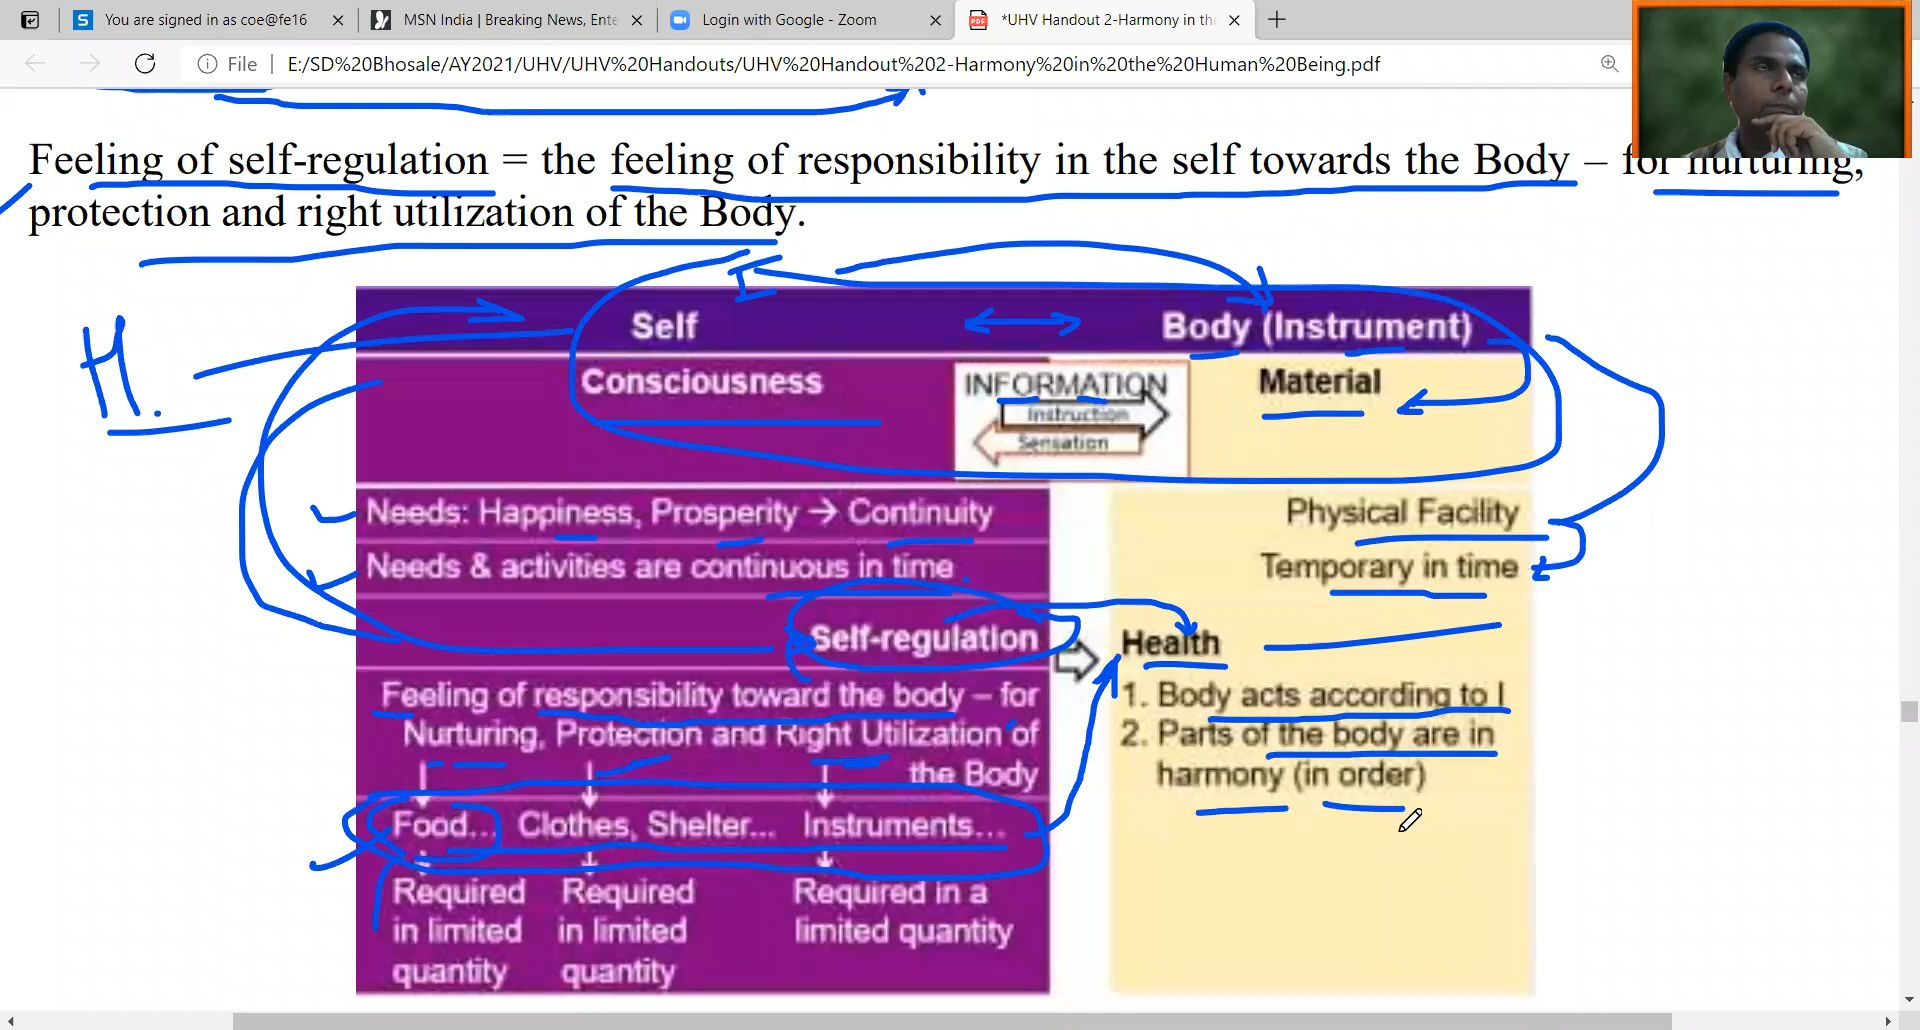 You are signed in as coe@fe16
MSN India | Breaking News, Ente
Login with Google - Zoom
*UHV Handout 2-Harmony in the
File
E:/SD%20Bhosale/AY2021/UHV/UHV%20Handouts/UHV%20Handout%202-Harmony%20in%20the%20Human%20Being.pdf
Feeling of self-regulation = the feeling of responsibility in the self towards the Body – for nurturing,
protection and right utilization of the Body.
I
H.
Self
Body (Instrument)
Consciousness
INFORMATION
Instruction
Sensation
Material
Needs: Happiness, Prosperity → Continuity
Physical Facility
Needs & activities are continuous in time
Temporary in time
Self-regulation
Health
Feeling of responsibility toward the body – for
Nurturing, Protection and Right Utilization of
the Body
1. Body acts according to I
2. Parts of the body are in
harmony (in order)
Food... Clothes, Shelter... Instruments...
Required Required Required in a
in limited in limited limited quantity
quantity quantity